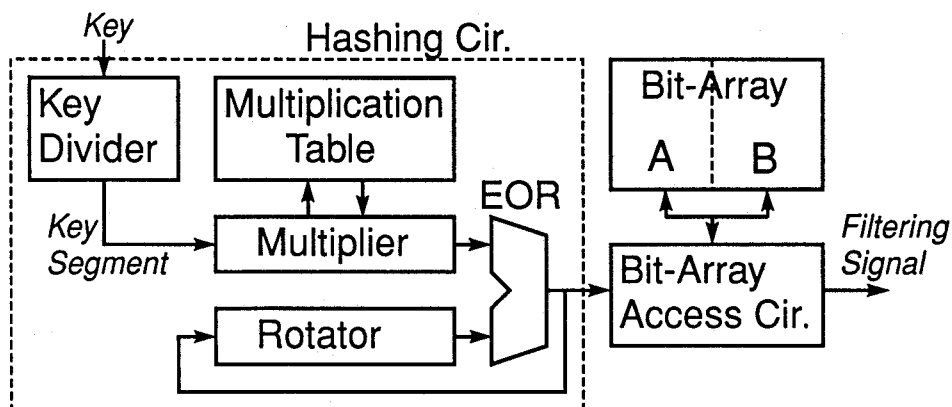 Key
Hashing Cir.
Key
Divider
Multiplication
Table
Bit-Array
A
B
EOR
Key
Segment
Multiplier
Filtering
Signal
Bit-Array
Access Cir.
Rotator